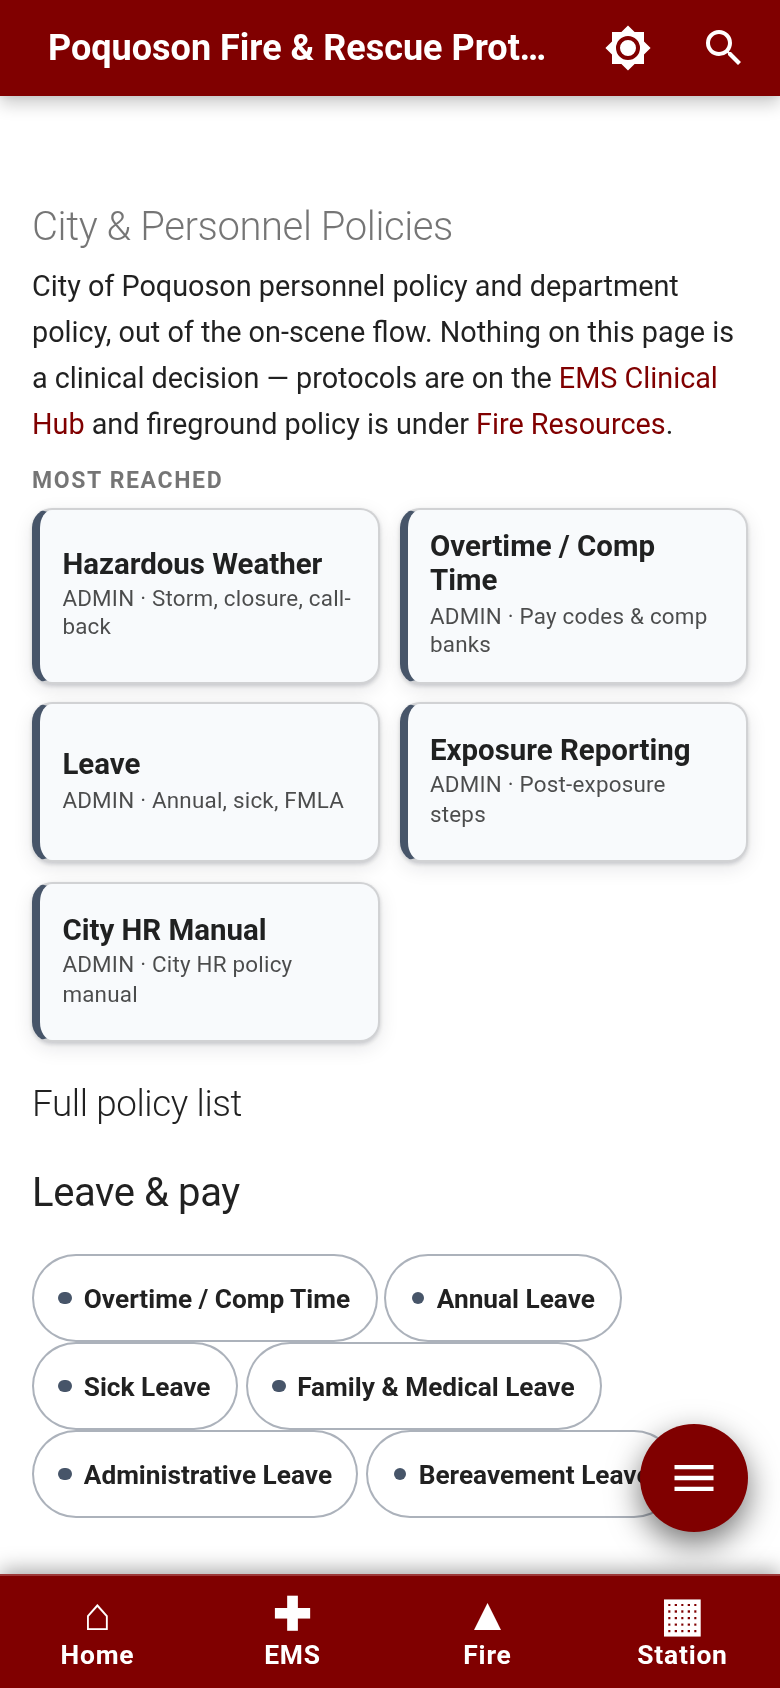 Poquoson Fire & Rescue Prot…
City & Personnel Policies
City of Poquoson personnel policy and department
policy, out of the on-scene flow. Nothing on this page is
a clinical decision — protocols are on the EMS Clinical
Hub and fireground policy is under Fire Resources.
MOST REACHED
Hazardous Weather
ADMIN · Storm, closure, call-
back
Overtime / Comp
Time
ADMIN · Pay codes & comp
banks
Leave
ADMIN · Annual, sick, FMLA
Exposure Reporting
ADMIN · Post-exposure
steps
City HR Manual
ADMIN · City HR policy
manual
Full policy list
Leave & pay
Overtime / Comp Time
Annual Leave
Sick Leave
Family & Medical Leave
Administrative Leave
Bereavement Leave
Home
EMS
Fire
Station